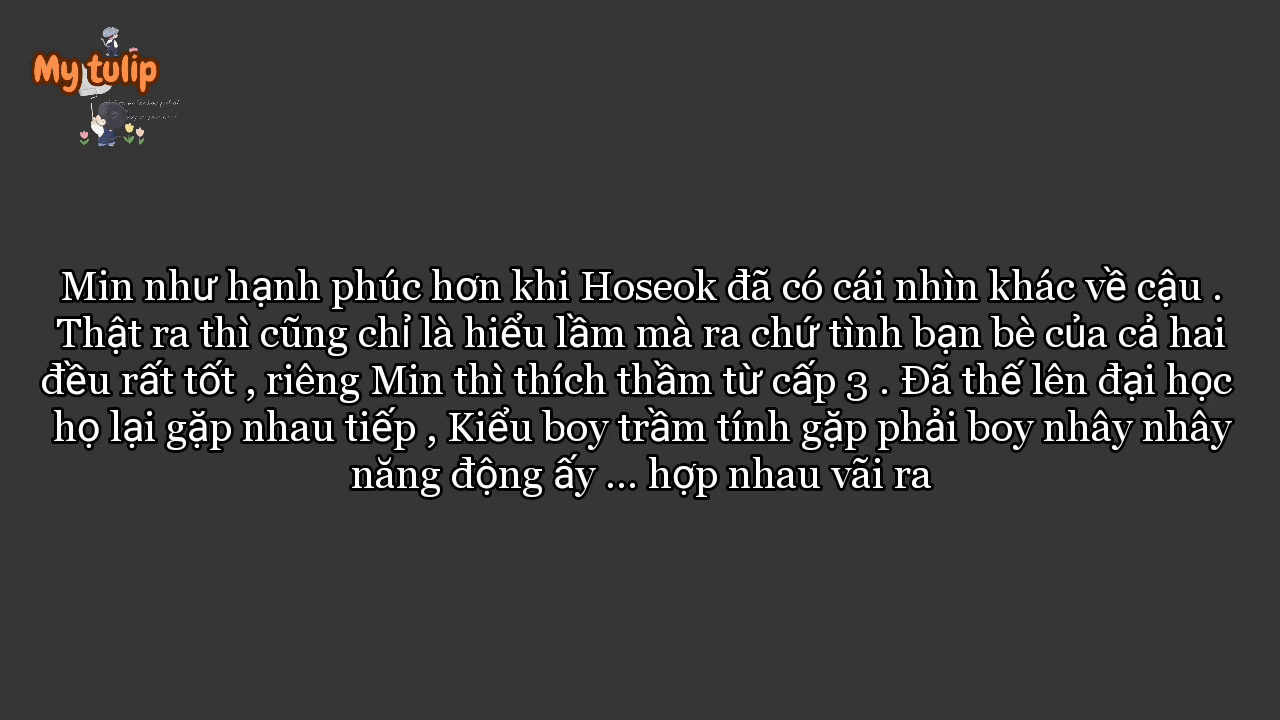 My tulip
Min như hạnh phúc hơn khi Hoseok đã có cái nhìn khác về cậu .
Thật ra thì cũng chỉ là hiểu lầm mà ra chứ tình bạn bè của cả hai
đều rất tốt , riêng Min thì thích thầm từ cấp 3 . Đã thế lên đại học
họ lại gặp nhau tiếp , Kiểu boy trầm tính gặp phải boy nhây nhây
năng động ấy ... hợp nhau vãi ra